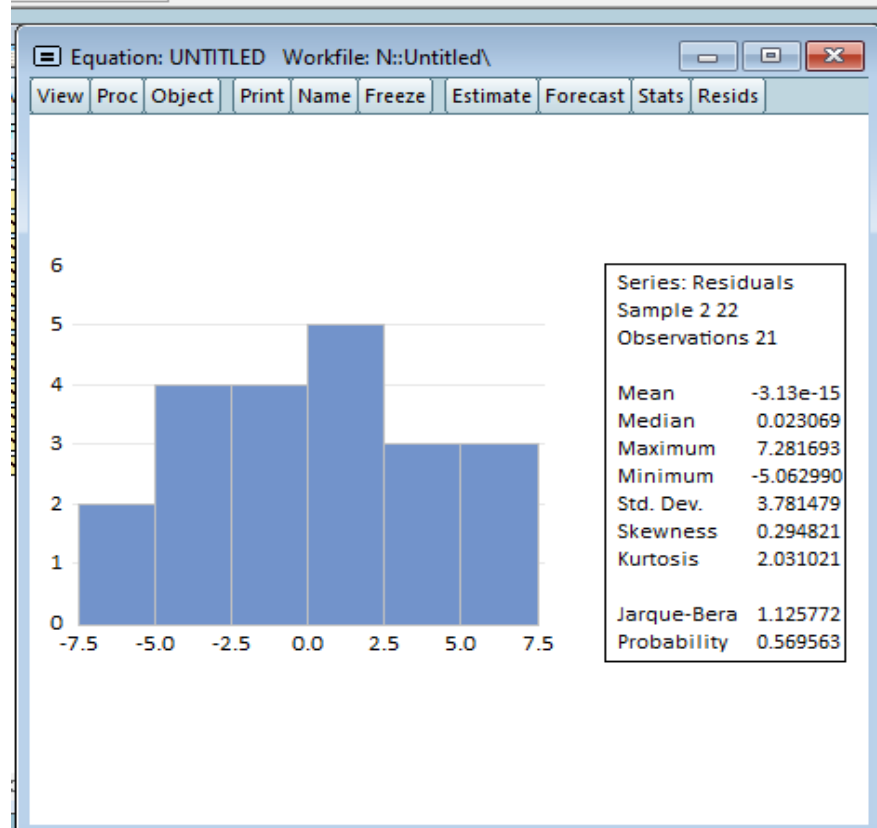 Equation: UNTITLED Workfile: N::Untitled\
View Proc Object Print Name Freeze Estimate Forecast Stats Resids
6
5
4
3
2
1
0
-7.5 -5.0 -2.5 0.0 2.5 5.0 7.5
Series: Residuals
Sample 2 22
Observations 21
Mean -3.13e-15
Median 0.023069
Maximum 7.281693
Minimum -5.062990
Std. Dev. 3.781479
Skewness 0.294821
Kurtosis 2.031021
Jarque-Bera 1.125772
Probability 0.569563